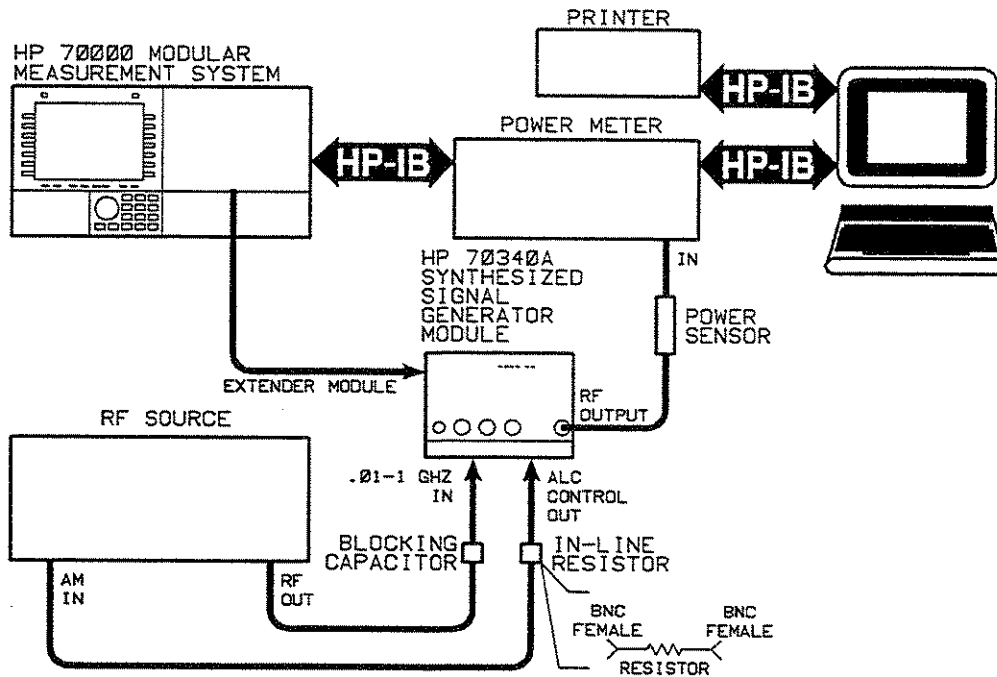 PRINTER
HP 70000 MODULAR
MEASUREMENT SYSTEM
HP-IB
POWER METER
HP-IB
HP-IB
HP 70340A
SYNTHESIZED
SIGNAL
GENERATOR
MODULE
IN
POWER
SENSOR
EXTENDER MODULE
RF
OUTPUT
RF SOURCE
.01-1 GHZ
IN
ALC
CONTROL
OUT
BLOCKING
CAPACITOR
IN-LINE
RESISTOR
AM
IN
RF
OUT
BNC
FEMALE
BNC
FEMALE
RESISTOR